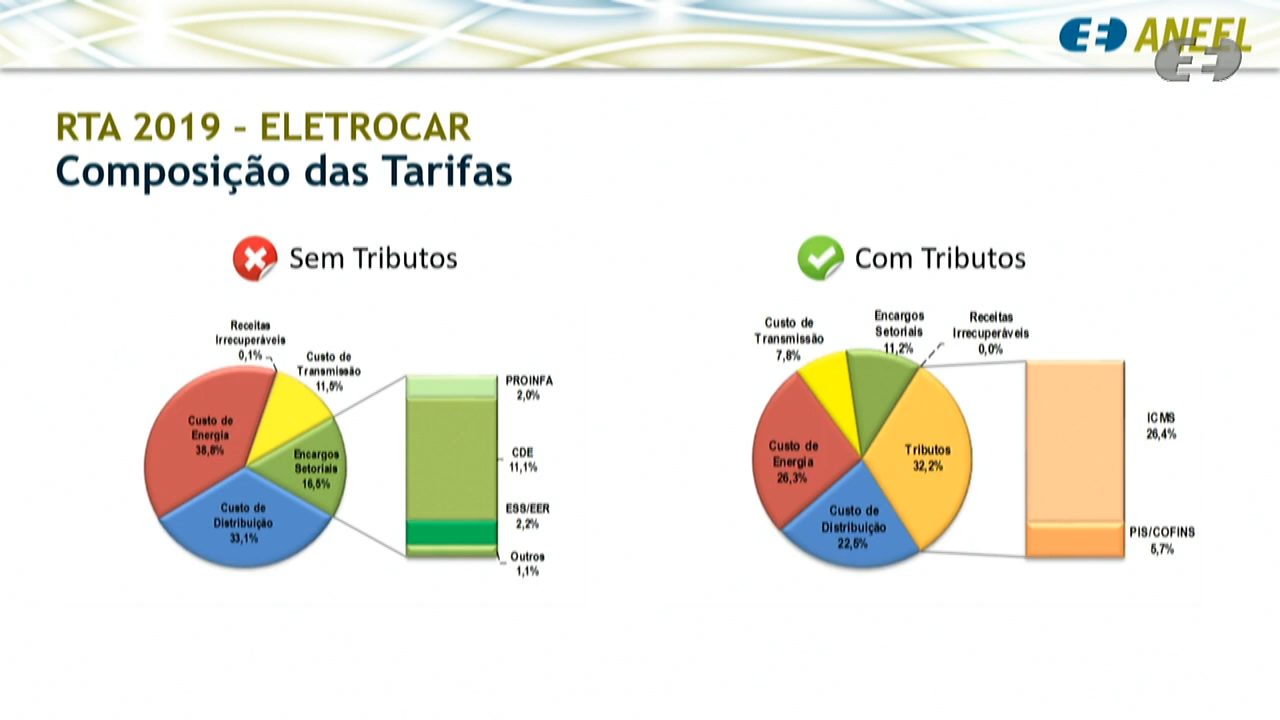 ANEEL
RTA 2019 – ELETROCAR
Composição das Tarifas
Sem Tributos
Receitas
Irrecuperáveis
0,1%
Custo de
Transmissão
11,5%
Custo de
Energia
38,8%
Encargos
Setoriais
16,5%
Custo de
Distribuição
33,1%
PROINFA
2,0%
CDE
11,1%
ESS/EER
2,2%
Outros
1,1%
Com Tributos
Custo de
Transmissão
7,8%
Encargos
Setoriais
11,2%
Receitas
Irrecuperáveis
0,0%
Custo de
Energia
26,3%
Tributos
32,2%
Custo de
Distribuição
22,5%
ICMS
26,4%
PIS/COFINS
5,7%